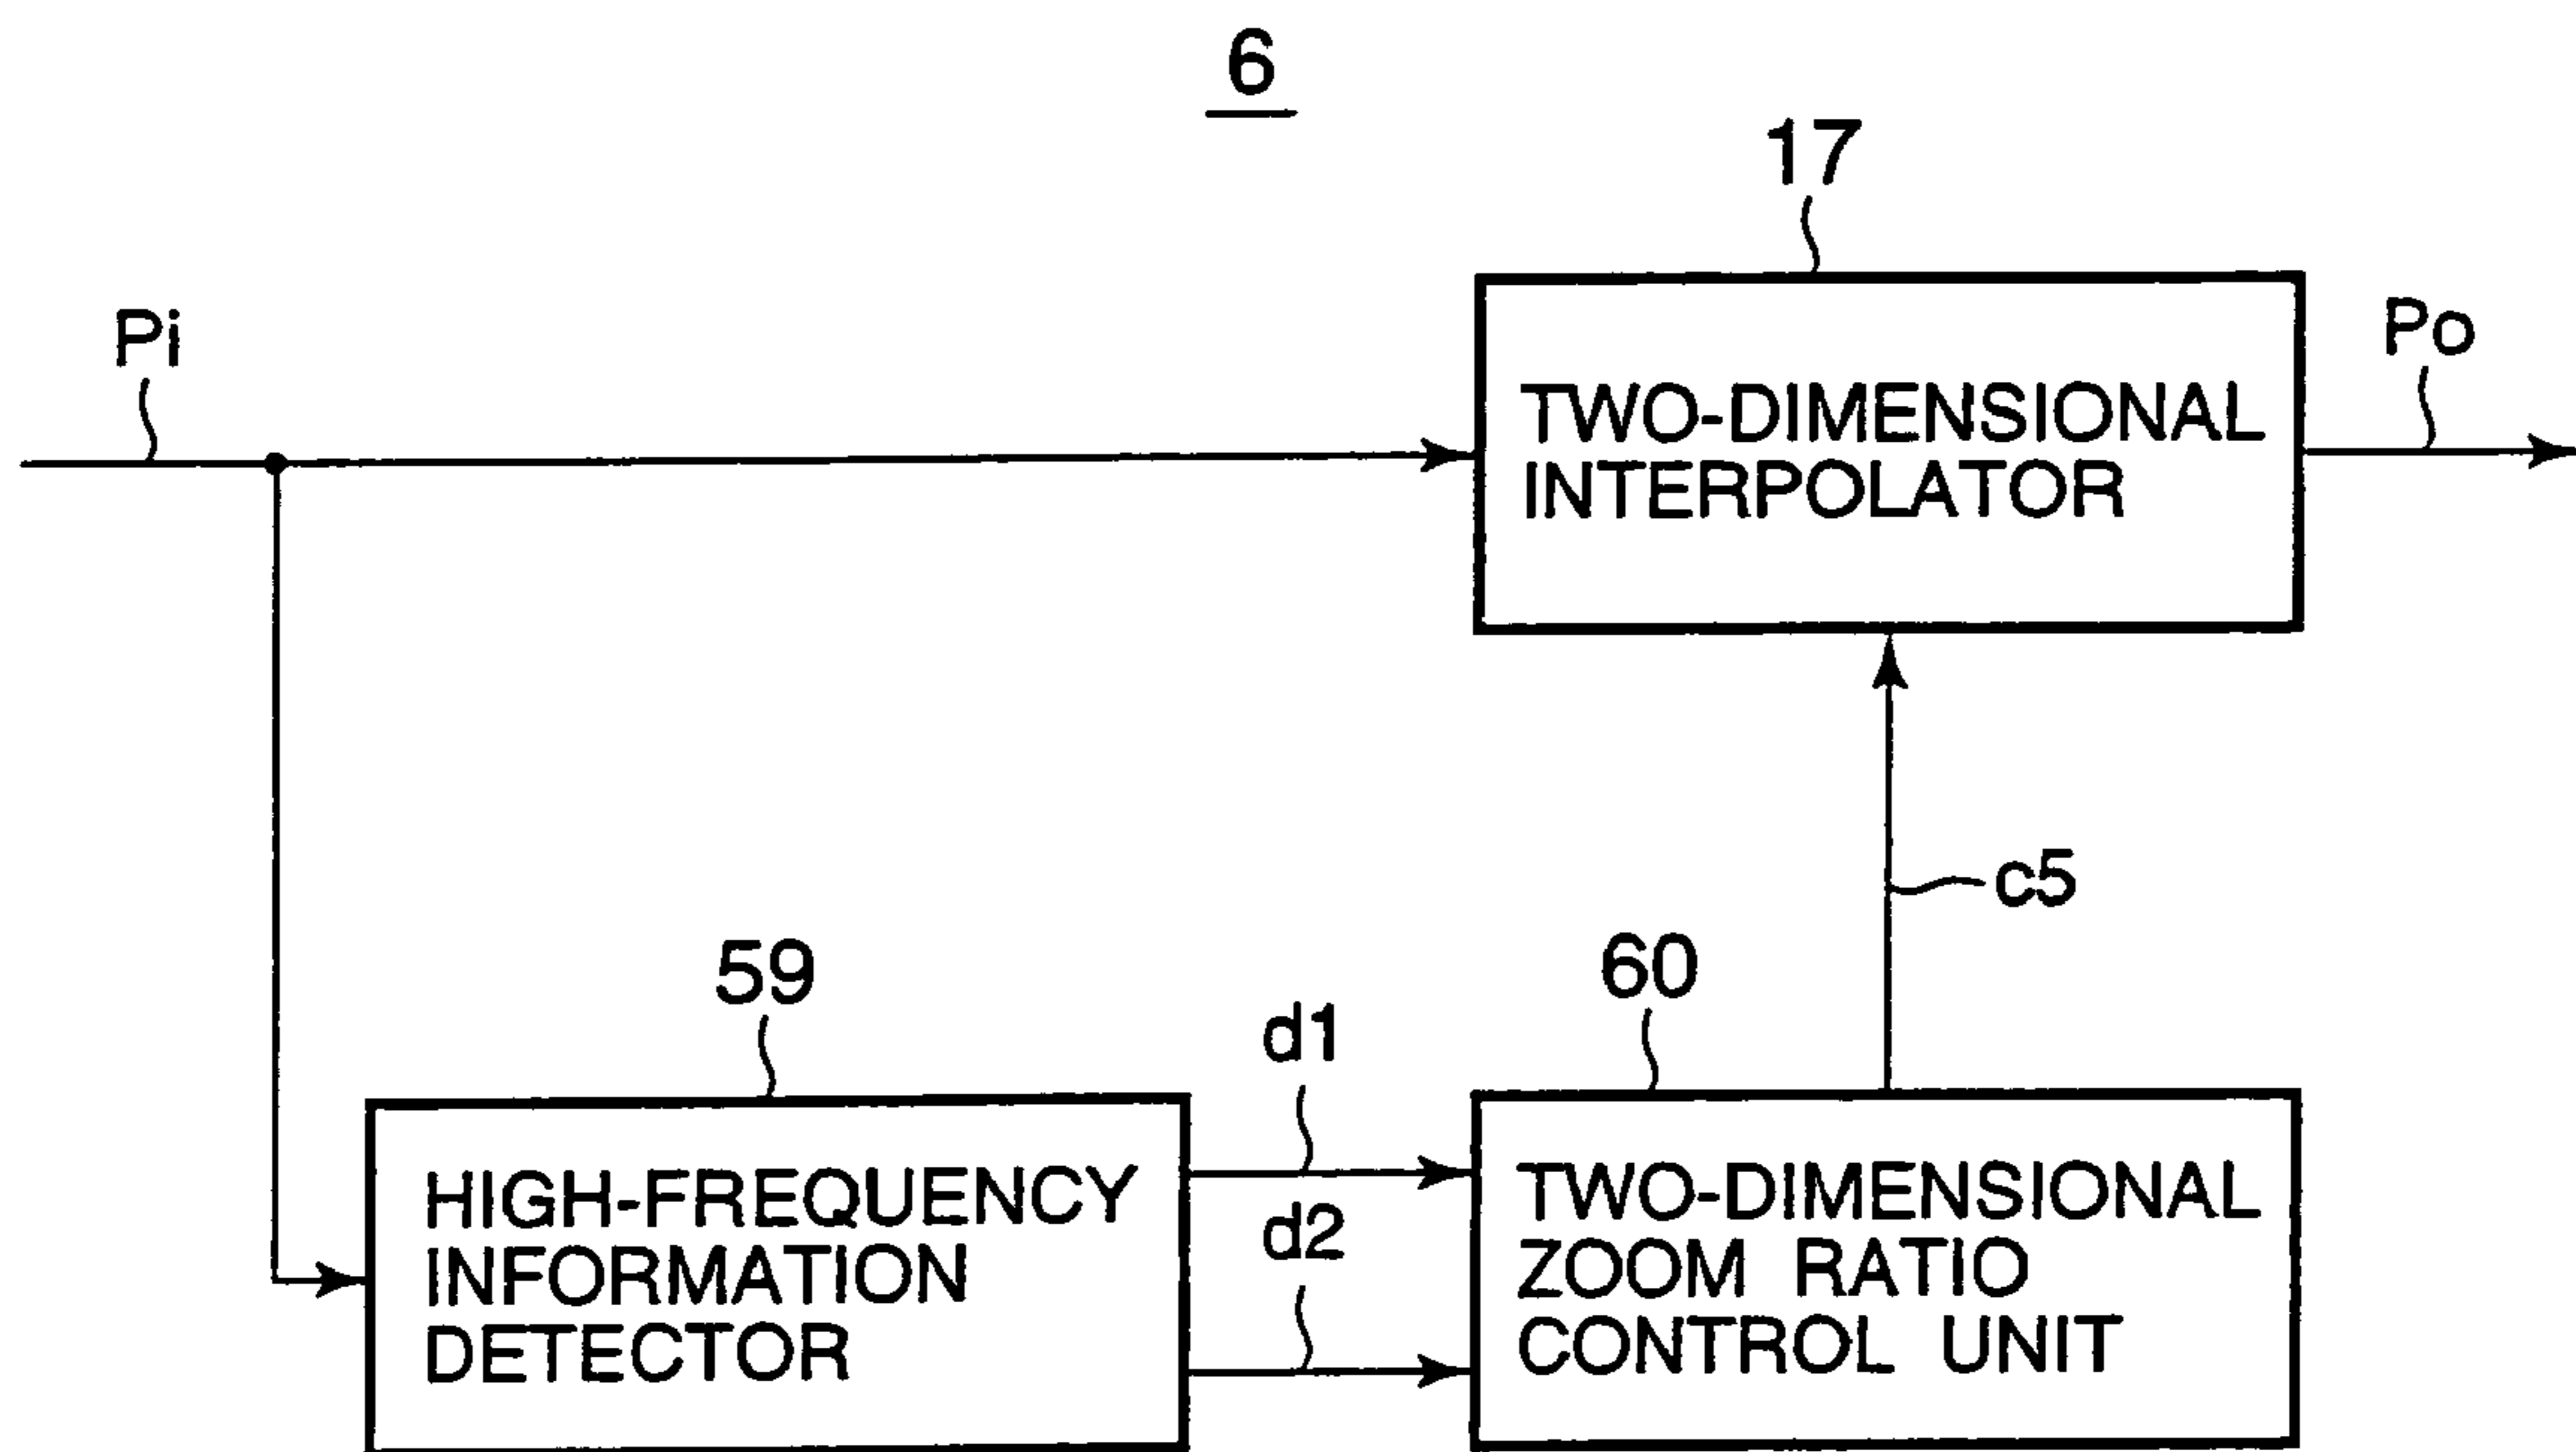 6
17
Pi
Po
TWO-DIMENSIONAL
INTERPOLATOR
c5
59
60
d1
d2
HIGH-FREQUENCY
INFORMATION
DETECTOR
TWO-DIMENSIONAL
ZOOM RATIO
CONTROL UNIT